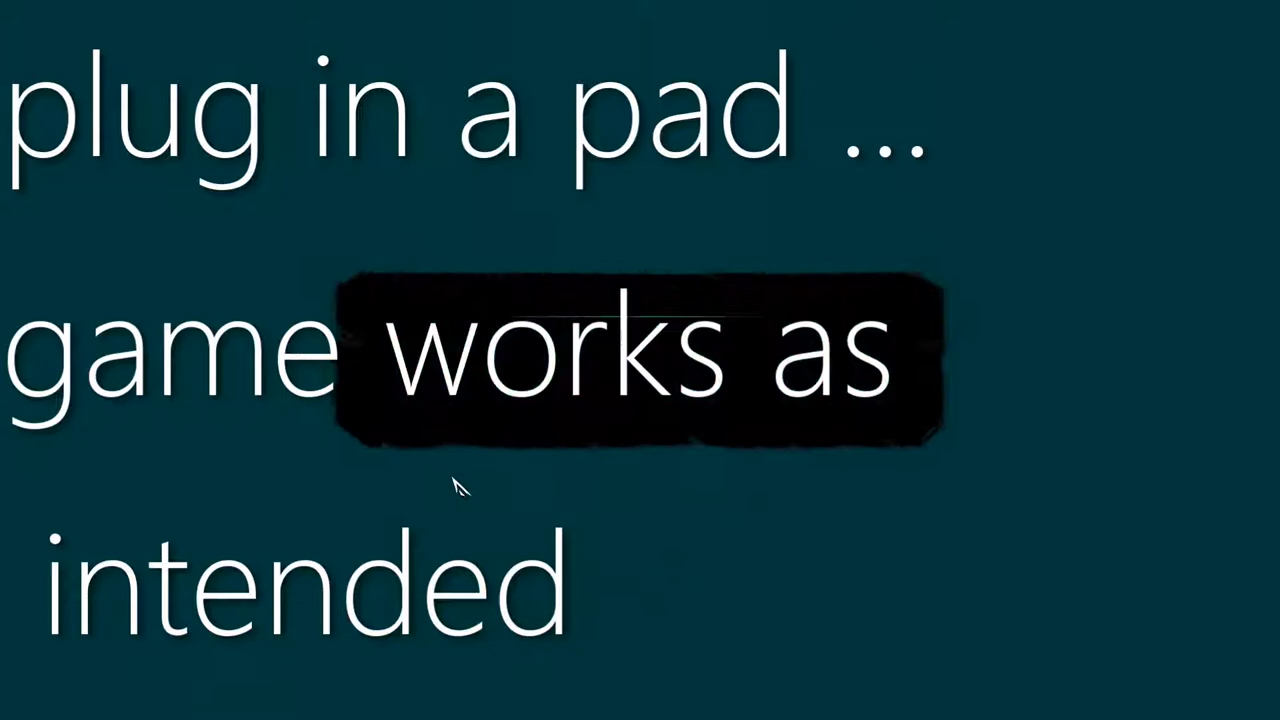 plug in a pad ...
game works as
intended